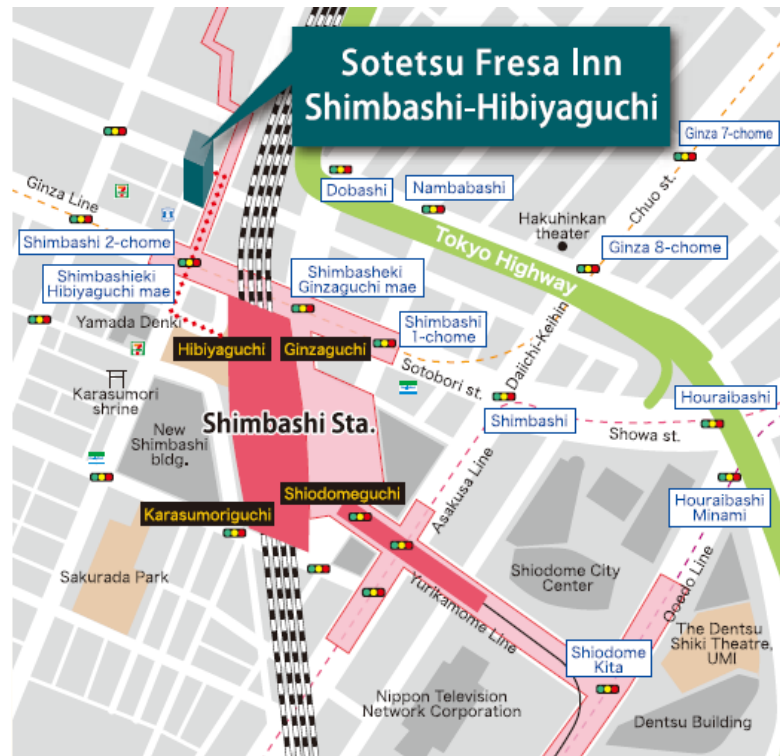 Sotetsu Fresa Inn
Shimbashi-Hibiyaguchi
Ginza 7-chome
Dobashi
Nambabashi
Chuo st.
Ginza Line
Hakuhinkan
theater
Shimbashi 2-chome
Tokyo Highway
Ginza 8-chome
Shimbashieki
Hibiyaguchi mae
Shimbasheki
Ginzaguchi mae
Yamada Denki
Hibiyaguchi
Ginzaguchi
Shimbashi
1-chome
Daiichi-Keihin
Sotobori st.
Karasumori
shrine
Shimbashi Sta.
Shimbashi
Houraibashi
Showa st.
New
Shimbashi
bldg.
Asakusa Line
Shiodomeguchi
Houraibashi
Minami
Karasumoriguchi
Sakurada Park
Shiodome City
Center
Yurikamome Line
Ooedo Line
The Dentsu
Shiki Theatre,
UMI
Shiodome
Kita
Nippon Television
Network Corporation
Dentsu Building